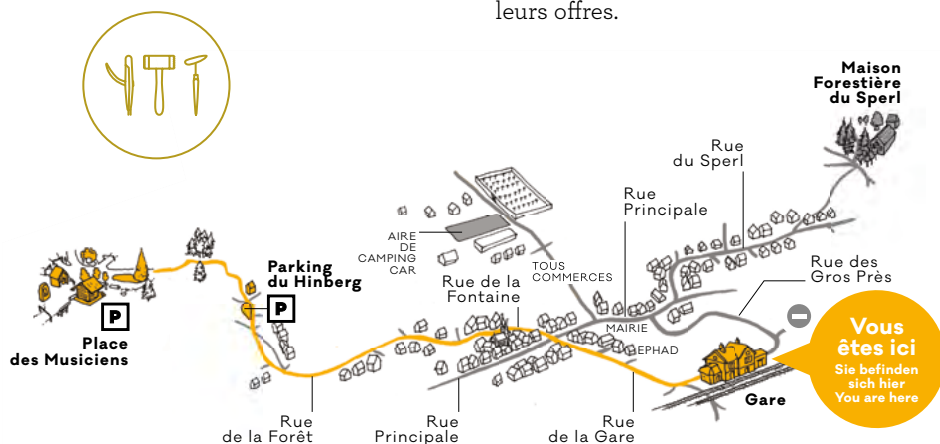 leurs offres.
Maison
Forestière
du Sperl
Rue
du Sperl
Rue
Principale
AIRE
DE
CAMPING
CAR
TOUS
COMMERCES
Rue des
Gros Près
Parking
du Hinberg
P
Rue de la
Fontaine
P
Place
des Musiciens
MAIRIE
EPHAD
Vous
êtes ici
Sie befinden
sich hier
You are here
Gare
Rue
de la Forêt
Rue
Principale
Rue
de la Gare